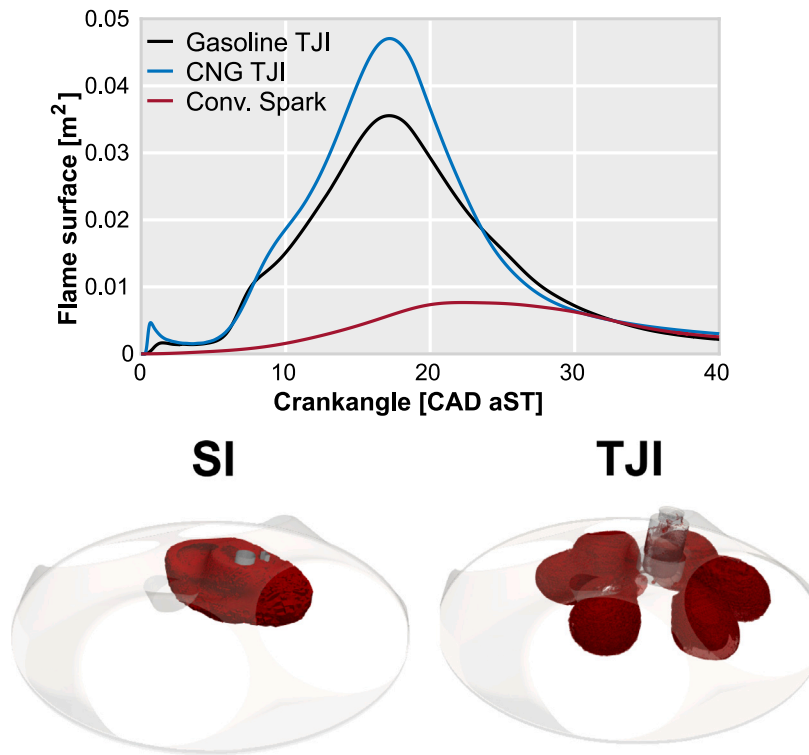 0.05
0.04
0.03
0.02
0.01
0
Flame surface [m²]
Gasoline TJI
CNG TJI
Conv. Spark
0 10 20 30 40
Crankangle [CAD aST]
SI TJI